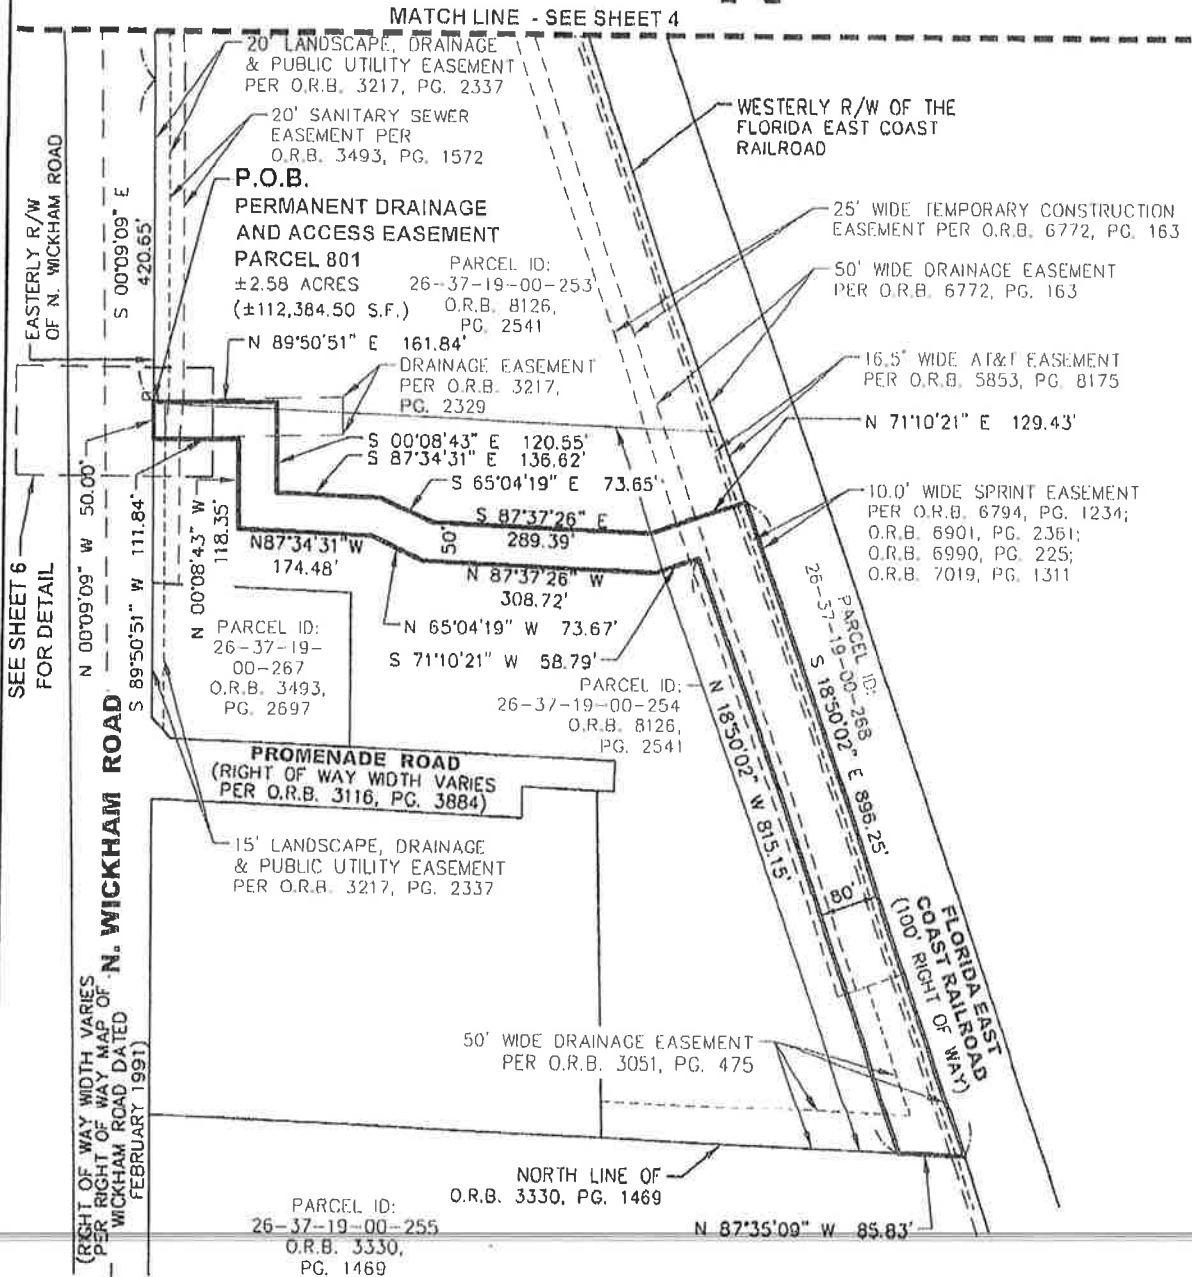 MATCH LINE - SEE SHEET 4
20' LANDSCAPE, DRAINAGE
& PUBLIC UTILITY EASEMENT
PER O.R.B. 3217, PG. 2337
20' SANITARY SEWER
EASEMENT PER
O.R.B. 3493, PG. 1572
P.O.B.
PERMANENT DRAINAGE
AND ACCESS EASEMENT
PARCEL 801
±2.58 ACRES
(±112,384.50 S.F.)
PARCEL ID:
26-37-19-00-253
O.R.B. 8126,
PG. 2541
WESTERLY R/W OF THE
FLORIDA EAST COAST
RAILROAD
25' WIDE TEMPORARY CONSTRUCTION
EASEMENT PER O.R.B. 6772, PG. 163
50' WIDE DRAINAGE EASEMENT
PER O.R.B. 6772, PG. 163
16.5' WIDE AT&T EASEMENT
PER O.R.B. 5853, PG. 8175
N 71°10'21" E 129.43'
10.0' WIDE SPRINT EASEMENT
PER O.R.B. 6794, PG. 1234;
O.R.B. 6901, PG. 2361;
O.R.B. 6990, PG. 225;
O.R.B. 7019, PG. 1311
EASTERLY R/W
OF N. WICKHAM ROAD
S 00°09'09" E
420.65'
N 89°50'51" E 161.84'
DRAINAGE EASEMENT
PER O.R.B. 3217,
PG. 2329
S 00°08'43" E 120.55'
S 87°34'31" E 136.62'
S 65°04'19" E 73.65'
S 87°37'26" E
289.39'
50'
N87°34'31"W
174.48'
N 87°37'26" W
308.72'
N 65°04'19" W 73.67'
S 71°10'21" W 58.79'
SEE SHEET 6
FOR DETAIL
N 00°09'09" W 50.00'
S 89°50'51" W 111.84'
N 00°08'43" W
118.35'
PARCEL ID:
26-37-19-
00-267
O.R.B. 3493,
PG. 2697
PARCEL ID:
26-37-19-00-254
O.R.B. 8126,
PG. 2541
PARCEL ID:
26-37-19-00-268
S 18°50'02" E 896.25'
N 18°50'02" W 815.15'
80'
PROMENADE ROAD
(RIGHT OF WAY WIDTH VARIES
PER O.R.B. 3116, PG. 3884)
15' LANDSCAPE, DRAINAGE
& PUBLIC UTILITY EASEMENT
PER O.R.B. 3217, PG. 2337
N. WICKHAM ROAD
(RIGHT OF WAY WIDTH VARIES
PER RIGHT OF WAY MAP OF
WICKHAM ROAD DATED
FEBRUARY 1991)
FLORIDA EAST
COAST RAILROAD
(100' RIGHT OF WAY)
50' WIDE DRAINAGE EASEMENT
PER O.R.B. 3051, PG. 475
NORTH LINE OF
O.R.B. 3330, PG. 1469
PARCEL ID:
26-37-19-00-255
O.R.B. 3330,
PG. 1469
N 87°35'09" W 85.83'